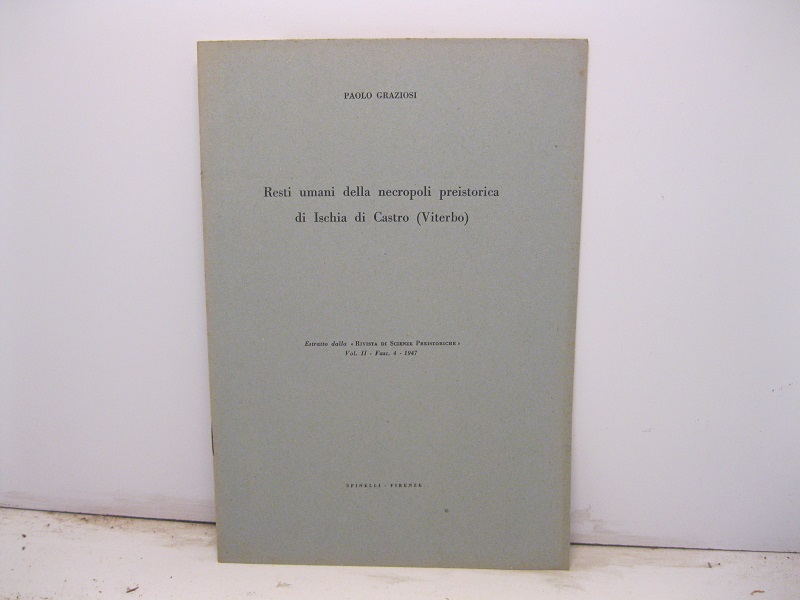 PAOLO GRAZIOSI
Resti umani della necropoli preistorica
di Ischia di Castro (Viterbo)
Estratto dalla « RIVISTA DI SCIENZE PREISTORICHE »
Vol. II - Fasc. 4 - 1947
SPINELLI - FIRENZE